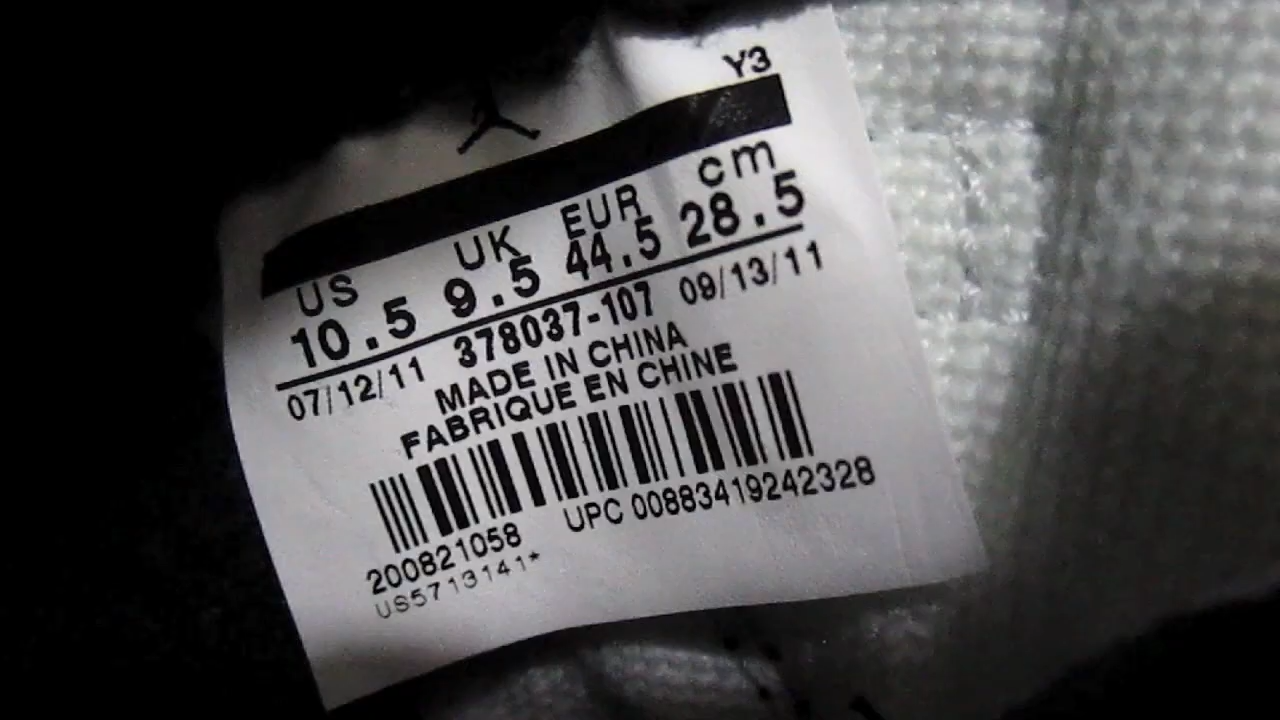 Y3
US UK EUR cm
10.5 9.5 44.5 28.5
07/12/11 378037-107 09/13/11
MADE IN CHINA
FABRIQUE EN CHINE
200821058 UPC 00883419242328
US5713141*